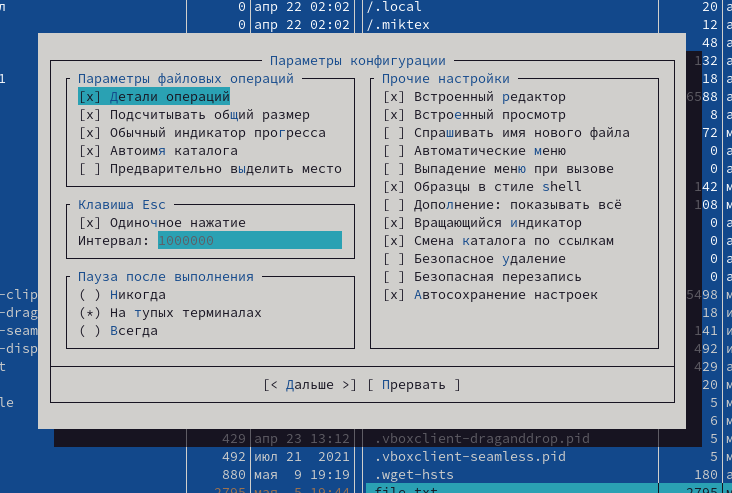 л 0 апр 22 02:02 /.local 20
0 апр 22 02:02 /.miktex 12
48
Параметры конфигурации 132
Параметры файловых операций Прочие настройки 18
[x] Детали операций [x] Встроенный редактор 6588
[x] Подсчитывать общий размер [x] Встроенный просмотр 8
[x] Обычный индикатор прогресса [ ] Спрашивать имя нового файла 72
[x] Автоимя каталога [ ] Автоматические меню 0
[ ] Предварительно выделить место [ ] Выпадение меню при вызове 0
[x] Образцы в стиле shell 142
Клавиша Esc [ ] Дополнение: показывать всё 108
[x] Одиночное нажатие [x] Вращающийся индикатор 0
Интервал: 1000000 [x] Смена каталога по ссылкам 0
[ ] Безопасное удаление 0
Пауза после выполнения [ ] Безопасная перезапись 0
-clip ( ) Никогда [x] Автосохранение настроек 5498
-drag (*) На тупых терминалах 18
-seam ( ) Всегда 141
-disp 492
t 429
[< Дальше >] [ Прервать ] 20
le 5
6
429 апр 23 13:12 .vboxclient-draganddrop.pid 5
492 июл 21 2021 .vboxclient-seamless.pid 5
880 мая 9 19:19 .wget-hsts 180
2795 мая 5 19:44 file.txt 2795